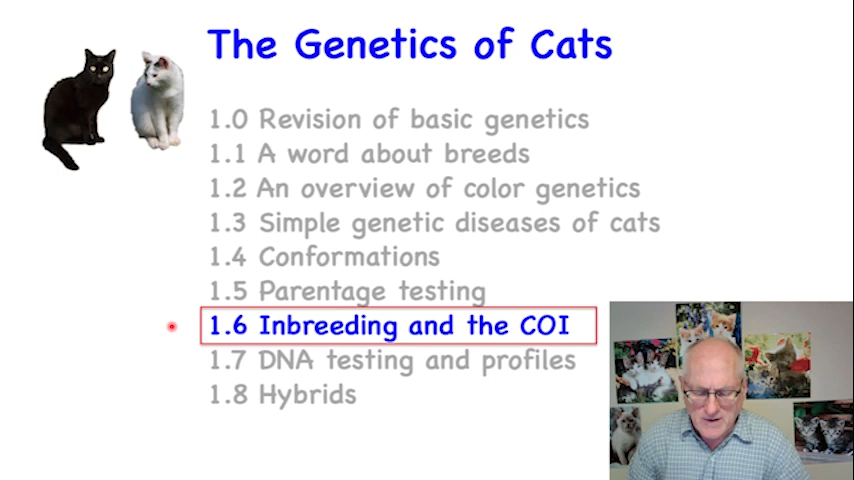 The Genetics of Cats
1.0 Revision of basic genetics
1.1 A word about breeds
1.2 An overview of color genetics
1.3 Simple genetic diseases of cats
1.4 Conformations
1.5 Parentage testing
1.6 Inbreeding and the COI
1.7 DNA testing and profiles
1.8 Hybrids